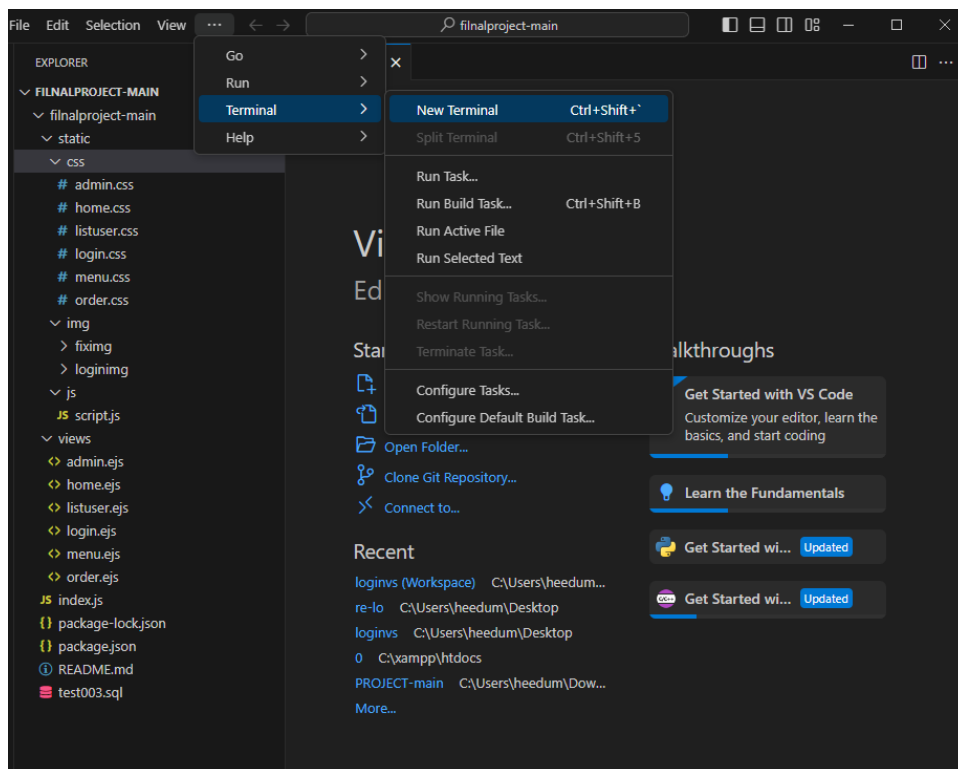 File Edit Selection View ··· filnalproject-main
EXPLORER
FILNALPROJECT-MAIN
filnalproject-main
static
css
# admin.css
# home.css
# listuser.css
# login.css
# menu.css
# order.css
img
fiximg
loginimg
js
JS script.js
views
<> admin.ejs
<> home.ejs
<> listuser.ejs
<> login.ejs
<> menu.ejs
<> order.ejs
JS index.js
{} package-lock.json
{} package.json
README.md
test003.sql
Go
Run
Terminal
Help
New Terminal Ctrl+Shift+`
Split Terminal Ctrl+Shift+5
Run Task...
Run Build Task... Ctrl+Shift+B
Run Active File
Run Selected Text
Show Running Tasks...
Restart Running Task...
Terminate Task...
Configure Tasks...
Configure Default Build Task...
Vi
Ed
Sta
Open Folder...
Clone Git Repository...
Connect to...
Recent
loginvs (Workspace) C:\Users\heedum...
re-lo C:\Users\heedum\Desktop
loginvs C:\Users\heedum\Desktop
0 C:\xampp\htdocs
PROJECT-main C:\Users\heedum\Dow...
More...
alkthroughs
Get Started with VS Code
Customize your editor, learn the
basics, and start coding
Learn the Fundamentals
Get Started wi... Updated
C/C++ Get Started wi... Updated